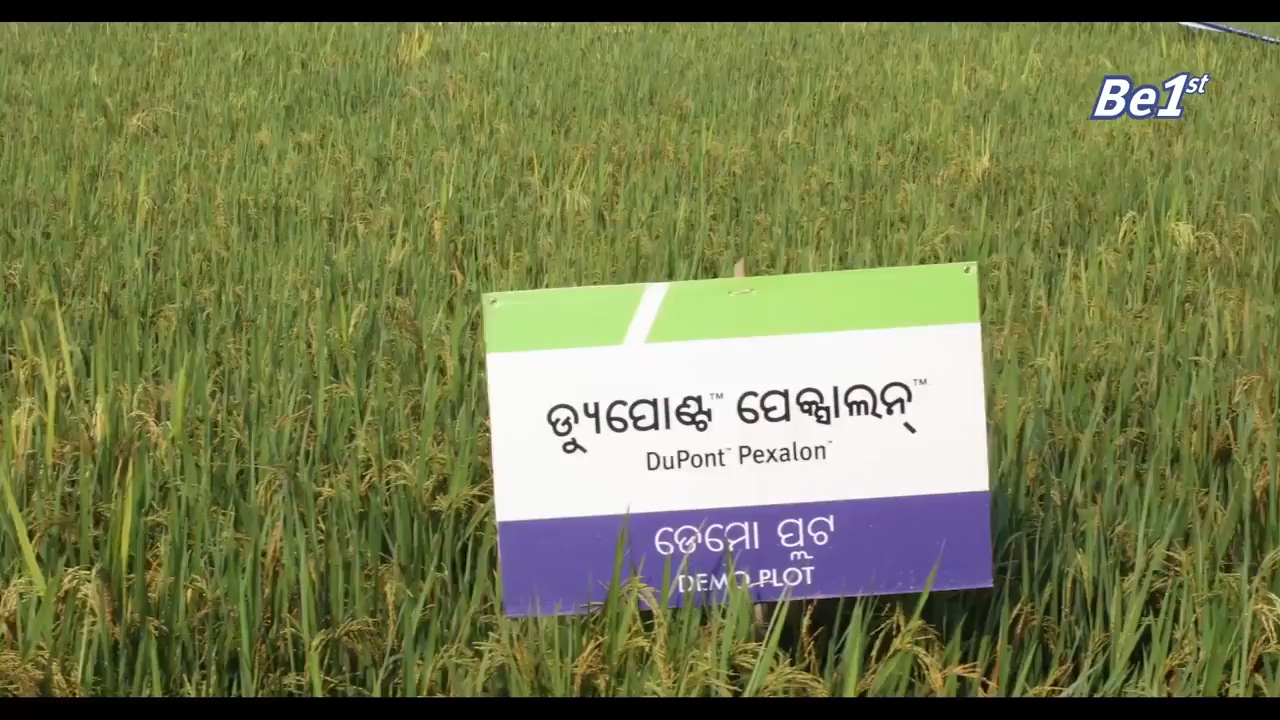 Be1st
ଡ୍ୟୁପୋଣ୍ଟ™ ପେକ୍ସାଲନ୍™
DuPont™ Pexalon™
ଡେମୋ ପ୍ଲଟ
DEMO PLOT